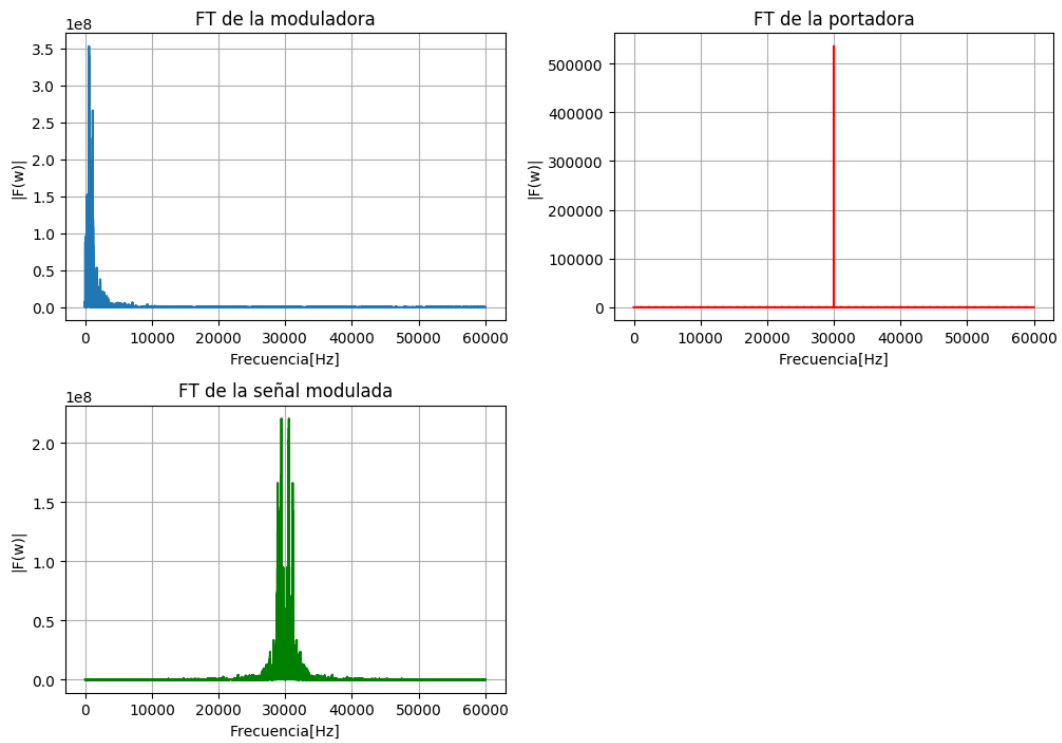 FT de la moduladora
1e8
3.5
3.0
2.5
2.0
1.5
1.0
0.5
0.0
|F(w)|
0 10000 20000 30000 40000 50000 60000
Frecuencia[Hz]
FT de la portadora
500000
400000
300000
200000
100000
0
|F(w)|
0 10000 20000 30000 40000 50000 60000
Frecuencia[Hz]
FT de la señal modulada
1e8
2.0
1.5
1.0
0.5
0.0
|F(w)|
0 10000 20000 30000 40000 50000 60000
Frecuencia[Hz]